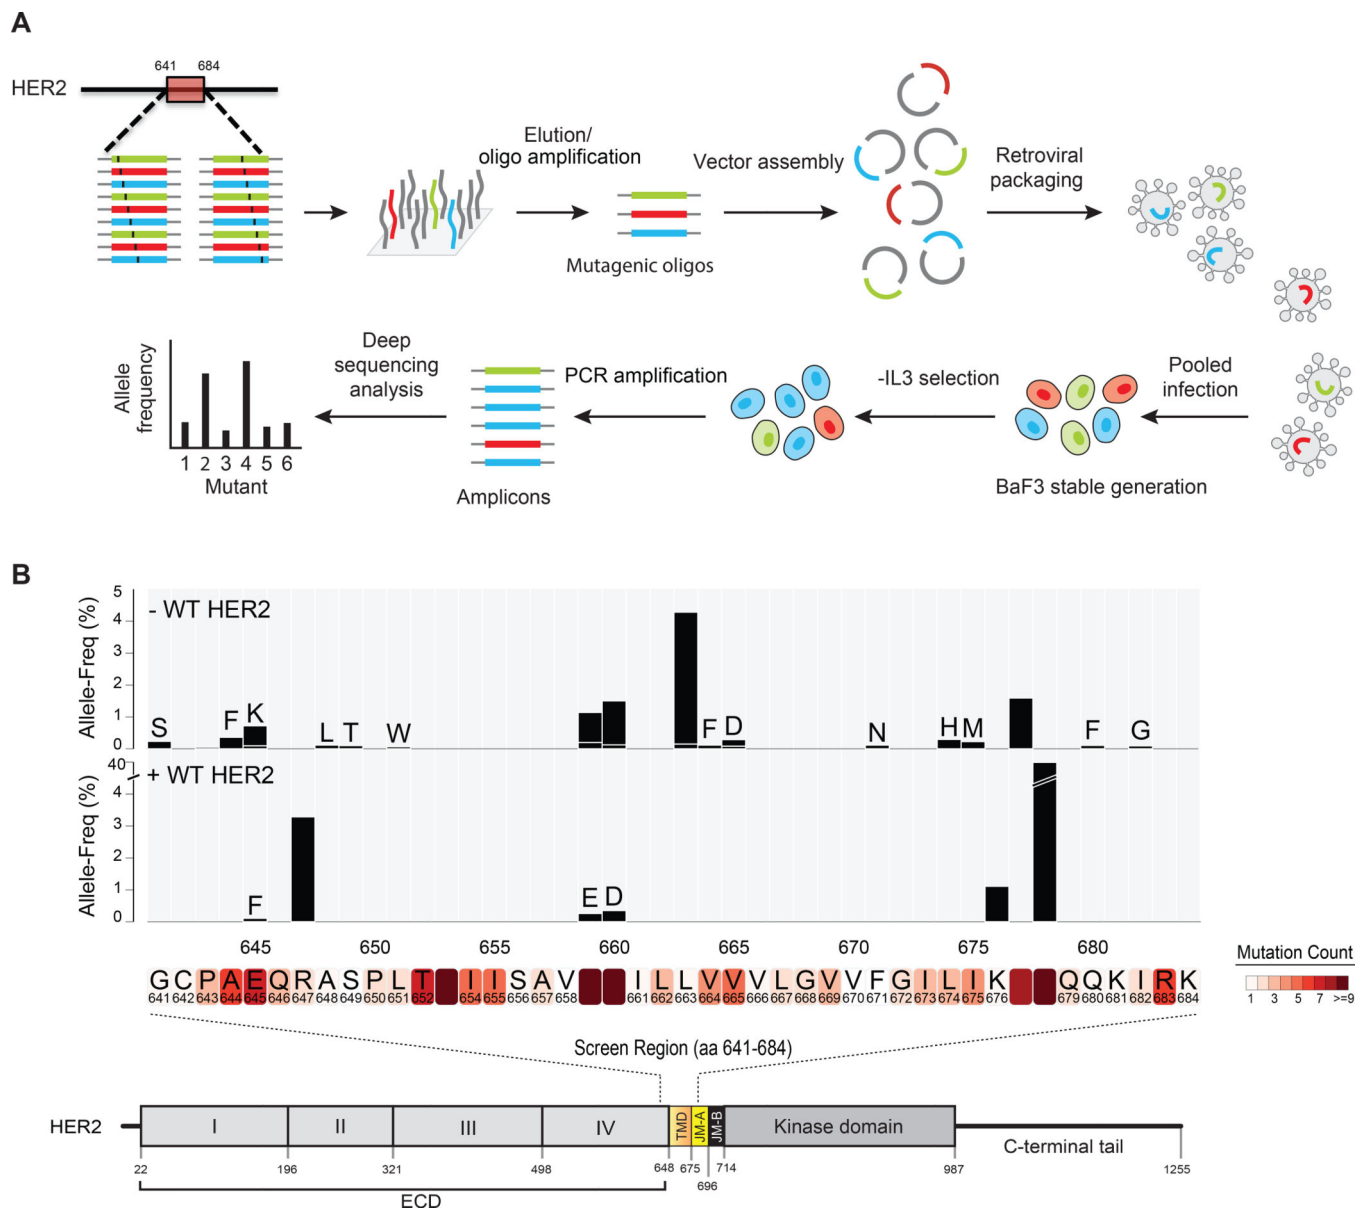 A
641 684
HER2
Elution/
oligo amplification
Mutagenic oligos
Vector assembly
Retroviral
packaging
Pooled
infection
BaF3 stable generation
-IL3 selection
PCR amplification
Amplicons
Deep
sequencing
analysis
Allele
frequency
1 2 3 4 5 6
Mutant
B
- WT HER2
Allele-Freq (%)
5
4
3
2
1
0
S F K L T W F D N H M F G
+ WT HER2
Allele-Freq (%)
40
4
3
2
1
0
F E D
645 650 655 660 665 670 675 680
G C P A E Q R A S P L T I I S A V I L L V V V L G V V F G I L I K Q Q K I R K
641 642 643 644 645 646 647 648 649 650 651 652 654 655 656 657 658 661 662 663 664 665 666 667 668 669 670 671 672 673 674 675 676 679 680 681 682 683 684
Mutation Count
1 3 5 7 >=9
Screen Region (aa 641-684)
HER2
I II III IV TMD JM-A JM-B Kinase domain
C-terminal tail
22 196 321 498 648 675 696 714 987 1255
ECD